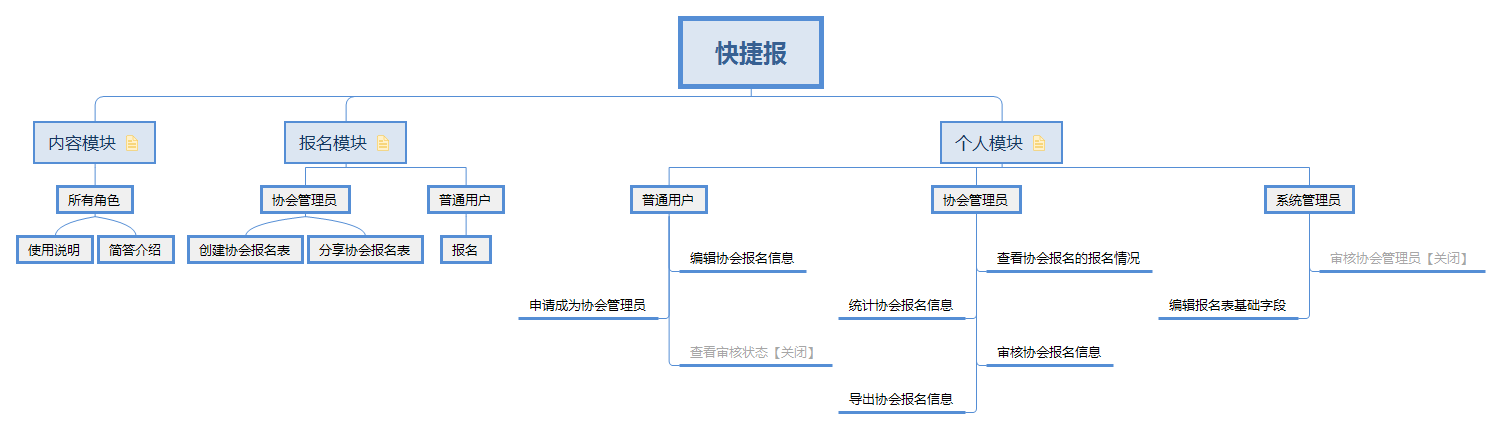 快捷报
内容模块
报名模块
个人模块
所有角色
协会管理员
普通用户
普通用户
协会管理员
系统管理员
使用说明
简答介绍
创建协会报名表
分享协会报名表
报名
编辑协会报名信息
查看协会报名的报名情况
审核协会管理员【关闭】
申请成为协会管理员
统计协会报名信息
编辑报名表基础字段
查看审核状态【关闭】
审核协会报名信息
导出协会报名信息